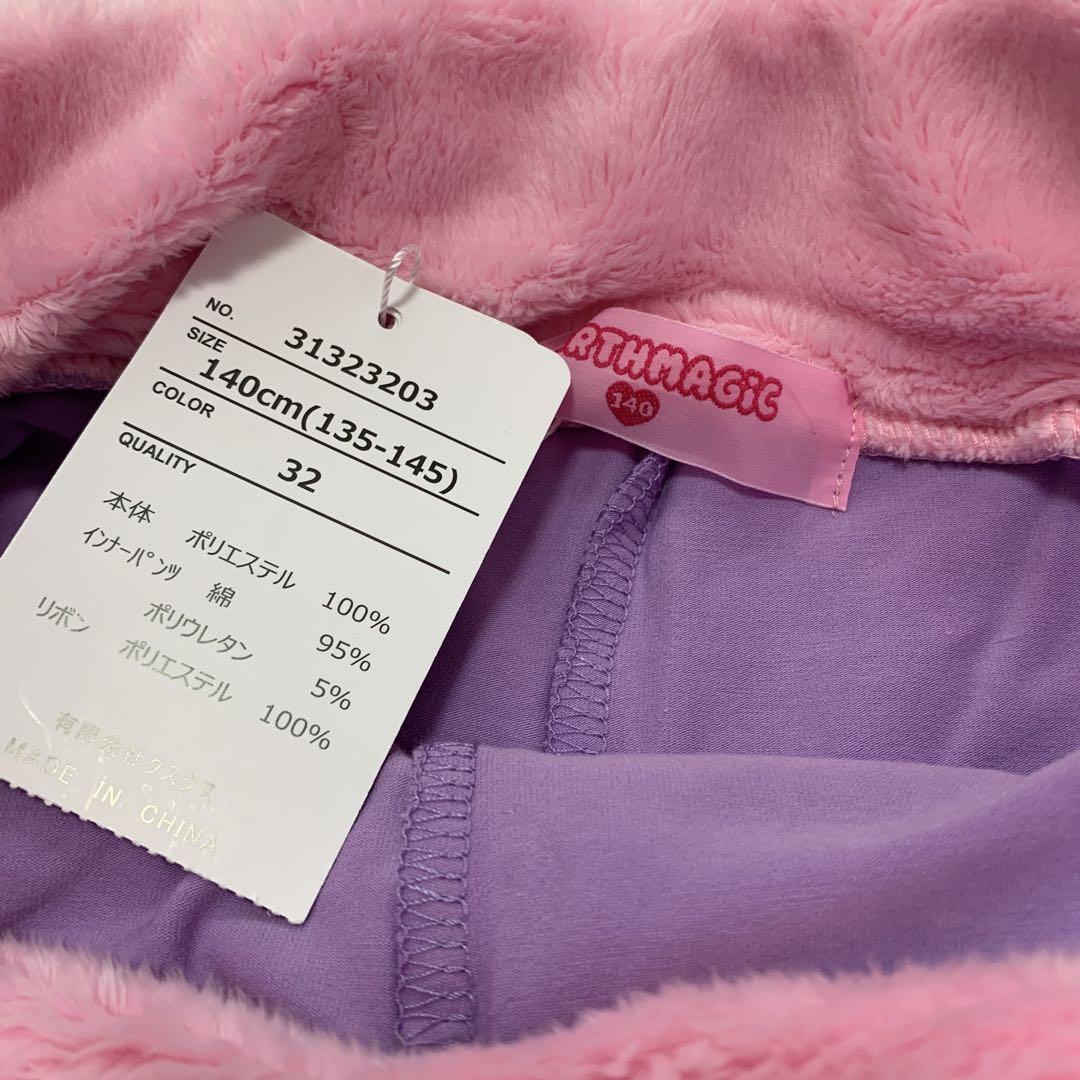 NO. 31323203
SIZE 140cm(135-145)
COLOR 32
QUALITY
本体 ポリエステル 100%
インナーパンツ 綿 95%
ポリウレタン 5%
リボン ポリエステル 100%
有限会社クスクス
MADE IN CHINA
RTHMAGiC
140